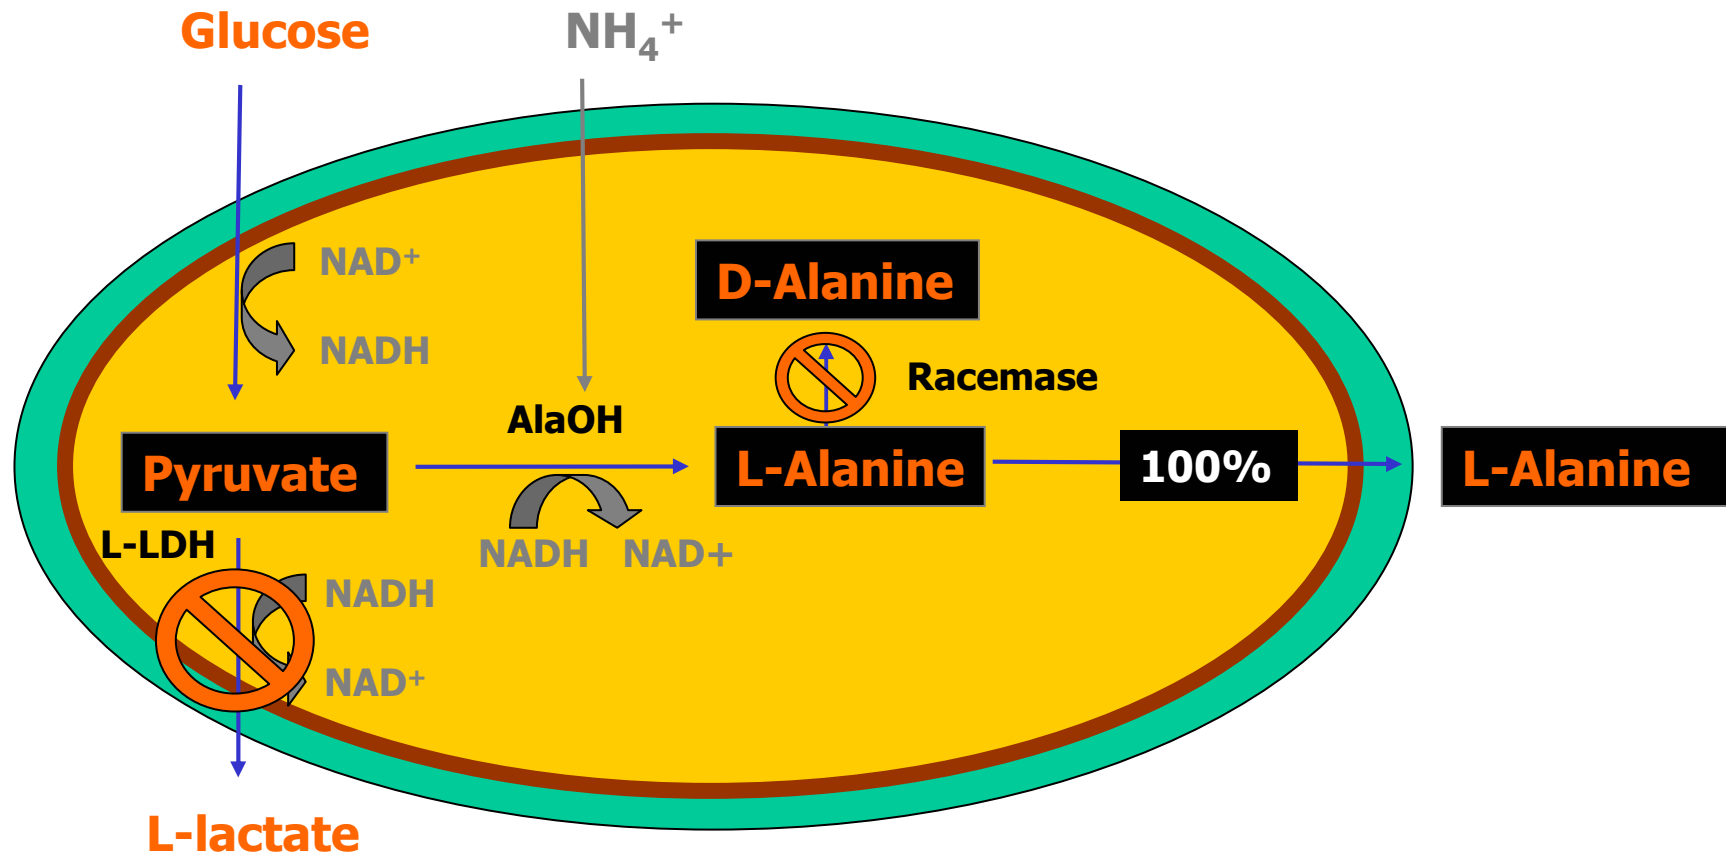 Glucose
NH₄⁺
NAD⁺
NADH
D-Alanine
Racemase
AlaOH
Pyruvate
L-Alanine
100%
L-Alanine
L-LDH
NADH NAD+
NADH
NAD⁺
L-lactate